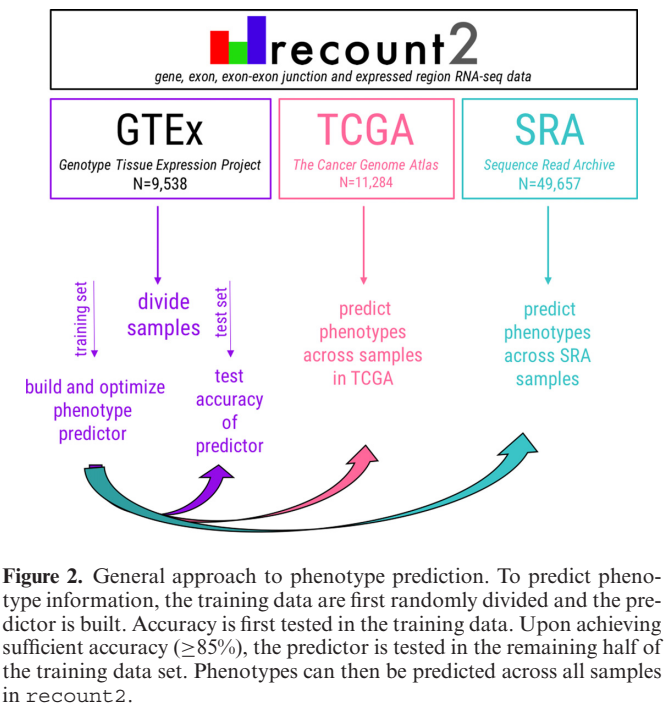 recount2
gene, exon, exon-exon junction and expressed region RNA-seq data
GTEx
Genotype Tissue Expression Project
N=9,538
TCGA
The Cancer Genome Atlas
N=11,284
SRA
Sequence Read Archive
N=49,657
training set
divide
samples
test set
build and optimize
phenotype
predictor
test
accuracy
of
predictor
predict
phenotypes
across samples
in TCGA
predict
phenotypes
across SRA
samples
Figure 2. General approach to phenotype prediction. To predict pheno-
type information, the training data are first randomly divided and the pre-
dictor is built. Accuracy is first tested in the training data. Upon achieving
sufficient accuracy (≥85%), the predictor is tested in the remaining half of
the training data set. Phenotypes can then be predicted across all samples
in recount2.